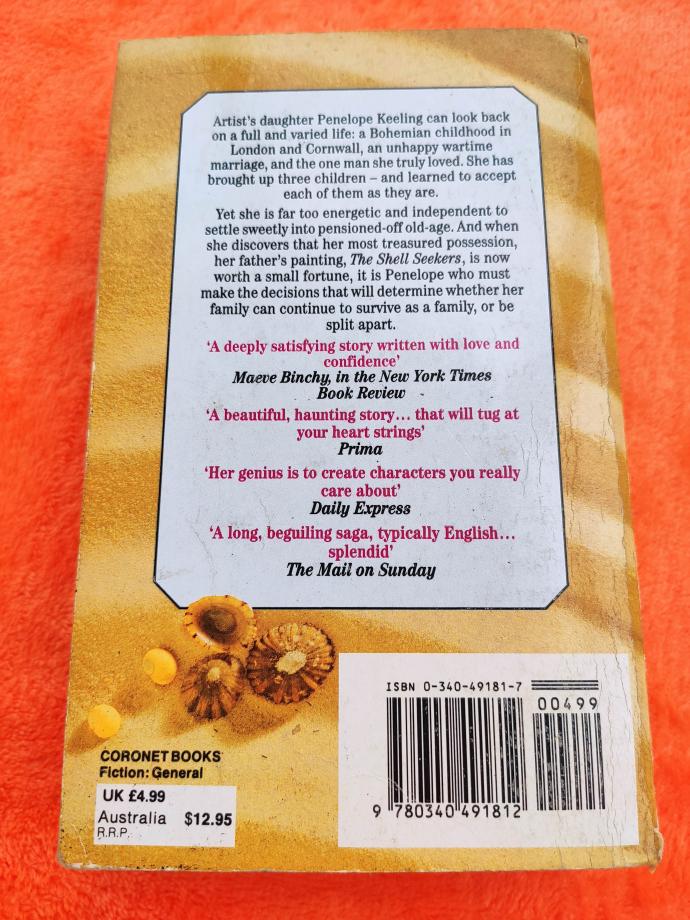 Artist's daughter Penelope Keeling can look back
on a full and varied life: a Bohemian childhood in
London and Cornwall, an unhappy wartime
marriage, and the one man she truly loved. She has
brought up three children – and learned to accept
each of them as they are.
Yet she is far too energetic and independent to
settle sweetly into pensioned-off old-age. And when
she discovers that her most treasured possession,
her father's painting, The Shell Seekers, is now
worth a small fortune, it is Penelope who must
make the decisions that will determine whether her
family can continue to survive as a family, or be
split apart.
'A deeply satisfying story written with love and
confidence'
Maeve Binchy, in the New York Times
Book Review
'A beautiful, haunting story... that will tug at
your heart strings'
Prima
'Her genius is to create characters you really
care about'
Daily Express
'A long, beguiling saga, typically English...
splendid'
The Mail on Sunday
ISBN 0-340-49181-7
00499
9 780340 491812
CORONET BOOKS
Fiction: General
UK £4.99
Australia $12.95
R.R.P.